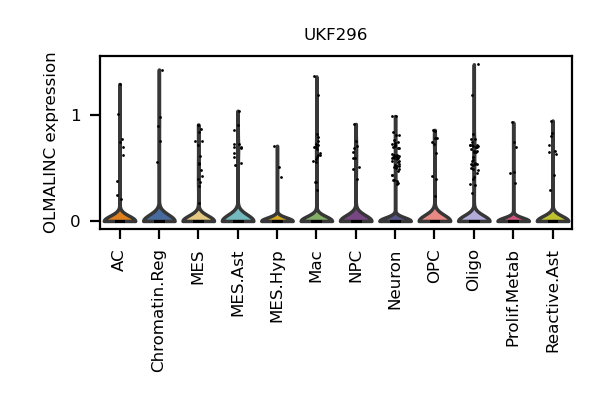 UKF296
OLMALINC expression
1
0
AC
Chromatin.Reg
MES
MES.Ast
MES.Hyp
Mac
NPC
Neuron
OPC
Oligo
Prolif.Metab
Reactive.Ast